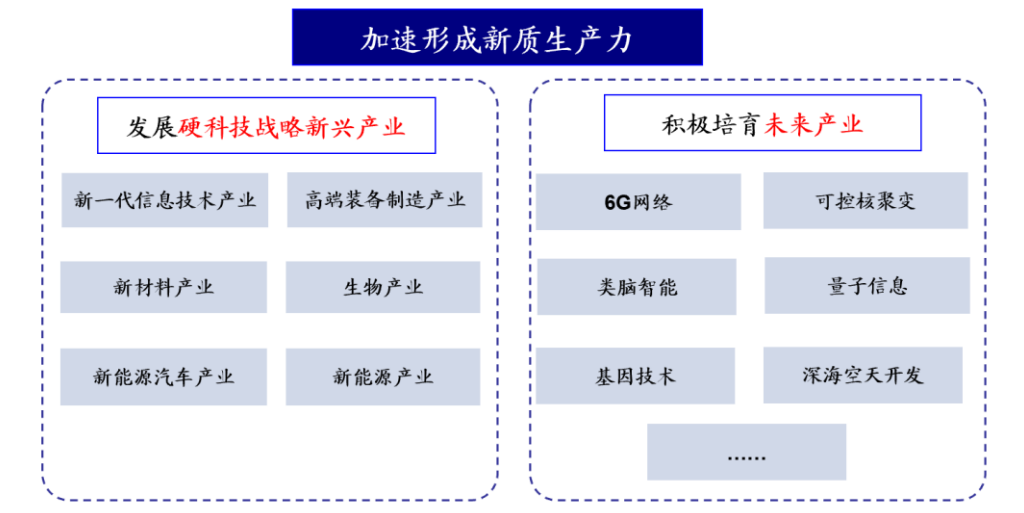 加速形成新质生产力
发展硬科技战略新兴产业
新一代信息技术产业
高端装备制造产业
新材料产业
生物产业
新能源汽车产业
新能源产业
积极培育未来产业
6G网络
可控核聚变
类脑智能
量子信息
基因技术
深海空天开发
……